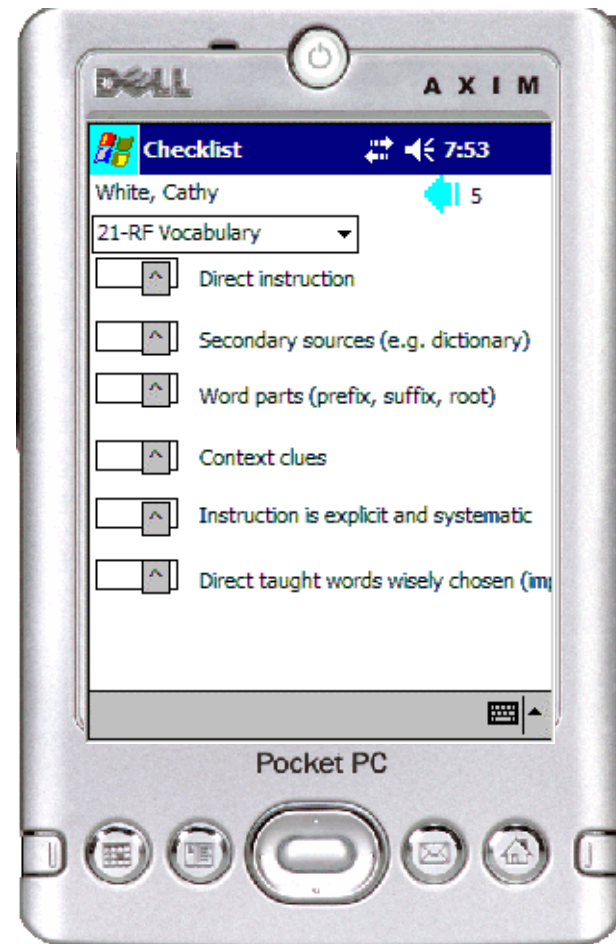 DELL
AXIM
Checklist 7:53
White, Cathy 5
21-RF Vocabulary
Direct instruction
Secondary sources (e.g. dictionary)
Word parts (prefix, suffix, root)
Context clues
Instruction is explicit and systematic
Direct taught words wisely chosen (imp
Pocket PC